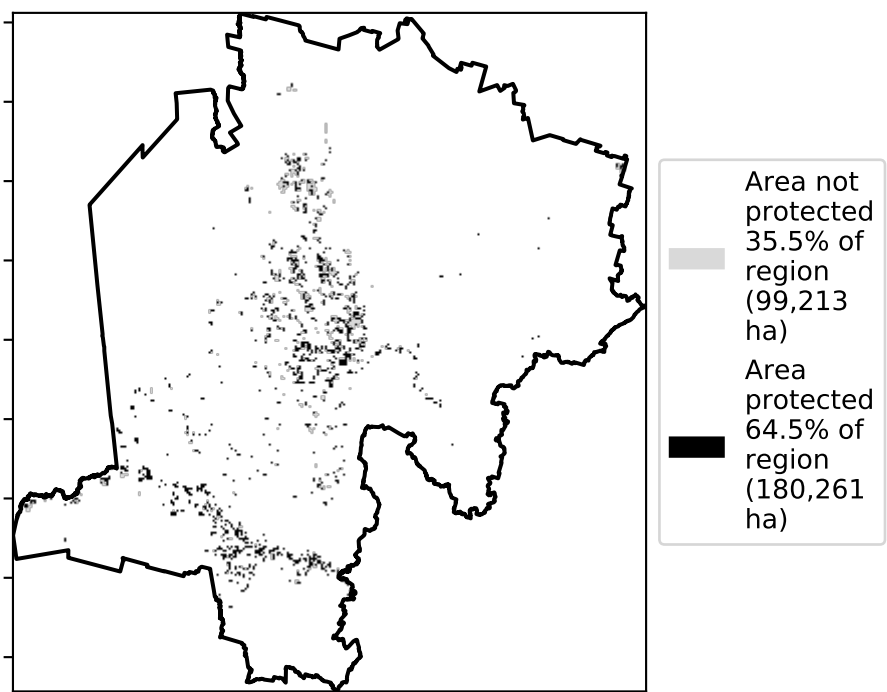 Area not
protected
35.5% of
region
(99,213
ha)
Area
protected
64.5% of
region
(180,261
ha)